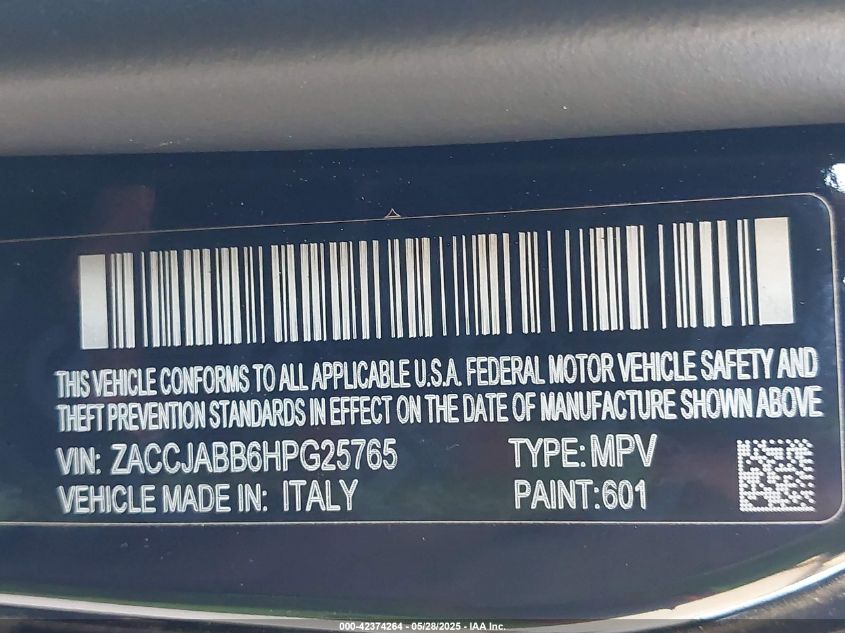 THIS VEHICLE CONFORMS TO ALL APPLICABLE U.S.A. FEDERAL MOTOR VEHICLE SAFETY AND
THEFT PREVENTION STANDARDS IN EFFECT ON THE DATE OF MANUFACTURE SHOWN ABOVE
VIN: ZACCJABB6HPG25765 TYPE: MPV
VEHICLE MADE IN: ITALY PAINT: 601
000-42374264 - 05/28/2025 - IAA Inc.